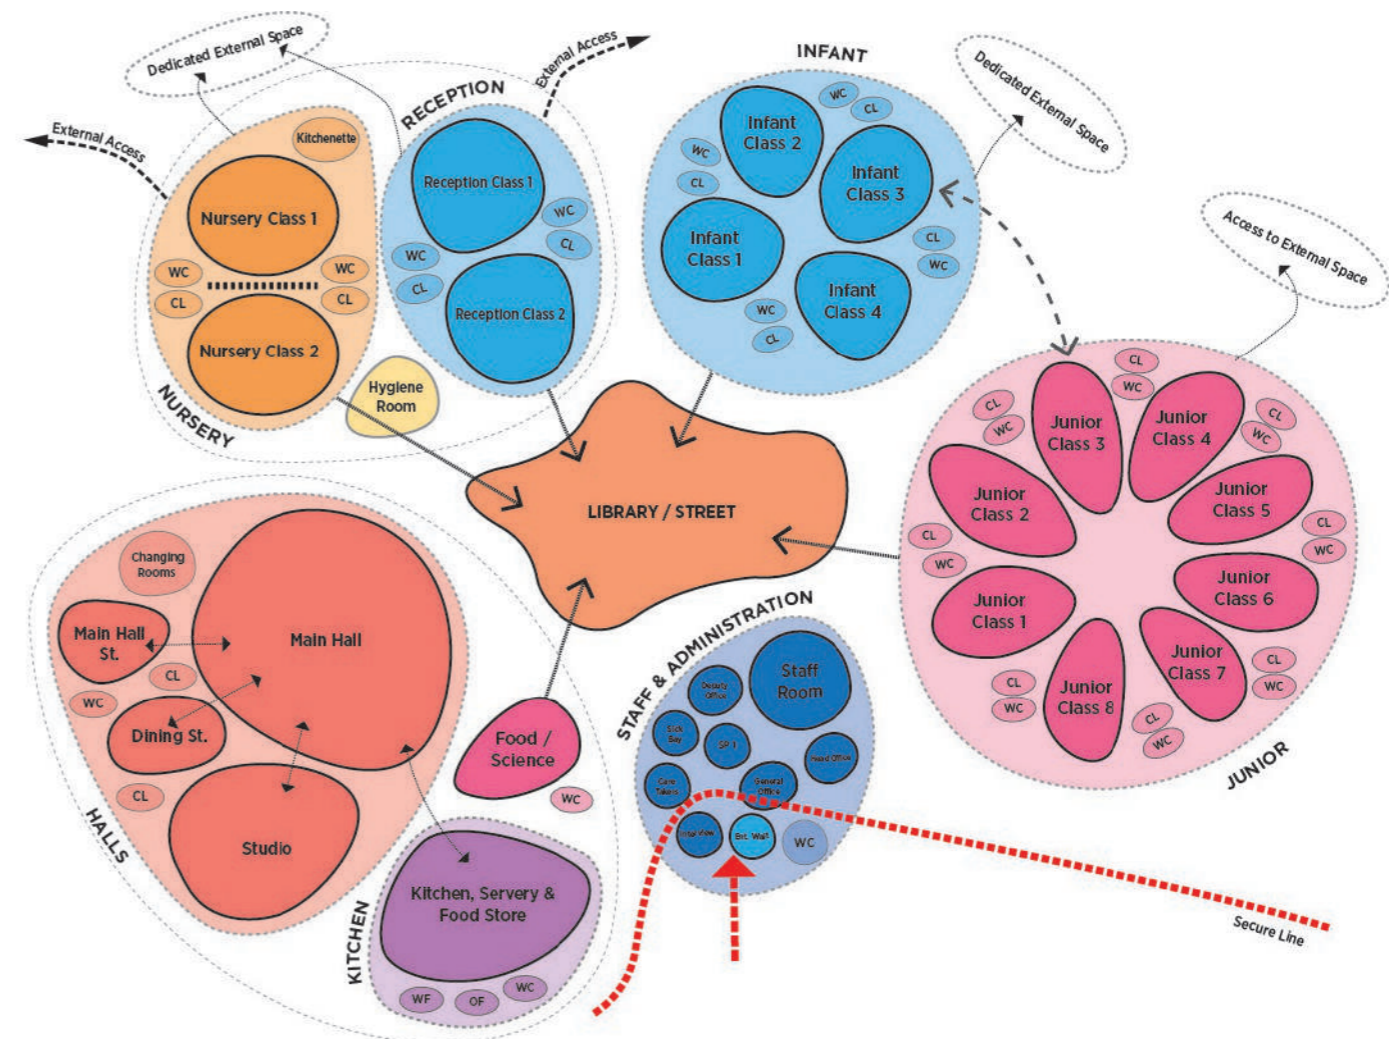 Dedicated External Space
External Access
RECEPTION
External Access
INFANT
Dedicated External Space
Access to External Space
Kitchenette
Nursery Class 1
WC
CL
WC
CL
Nursery Class 2
NURSERY
Reception Class 1
WC
CL
WC
CL
Reception Class 2
Hygiene
Room
WC
CL
Infant
Class 2
WC
CL
Infant
Class 3
Infant
Class 1
CL
WC
Infant
Class 4
WC
CL
LIBRARY / STREET
CL
WC
CL
WC
Junior
Class 3
Junior
Class 4
CL
WC
Junior
Class 2
Junior
Class 5
CL
WC
CL
WC
Junior
Class 1
Junior
Class 6
Junior
Class 8
Junior
Class 7
CL
WC
CL
WC
CL
WC
JUNIOR
Changing
Rooms
Main Hall
St.
Main Hall
CL
WC
Dining St.
CL
Studio
HALLS
Food /
Science
WC
KITCHEN
Kitchen, Servery &
Food Store
WF
OF
WC
STAFF & ADMINISTRATION
Staff
Room
Deputy
Office
Sick
Bay
SP 1
Head Office
General
Office
Interview
WC
Secure Line